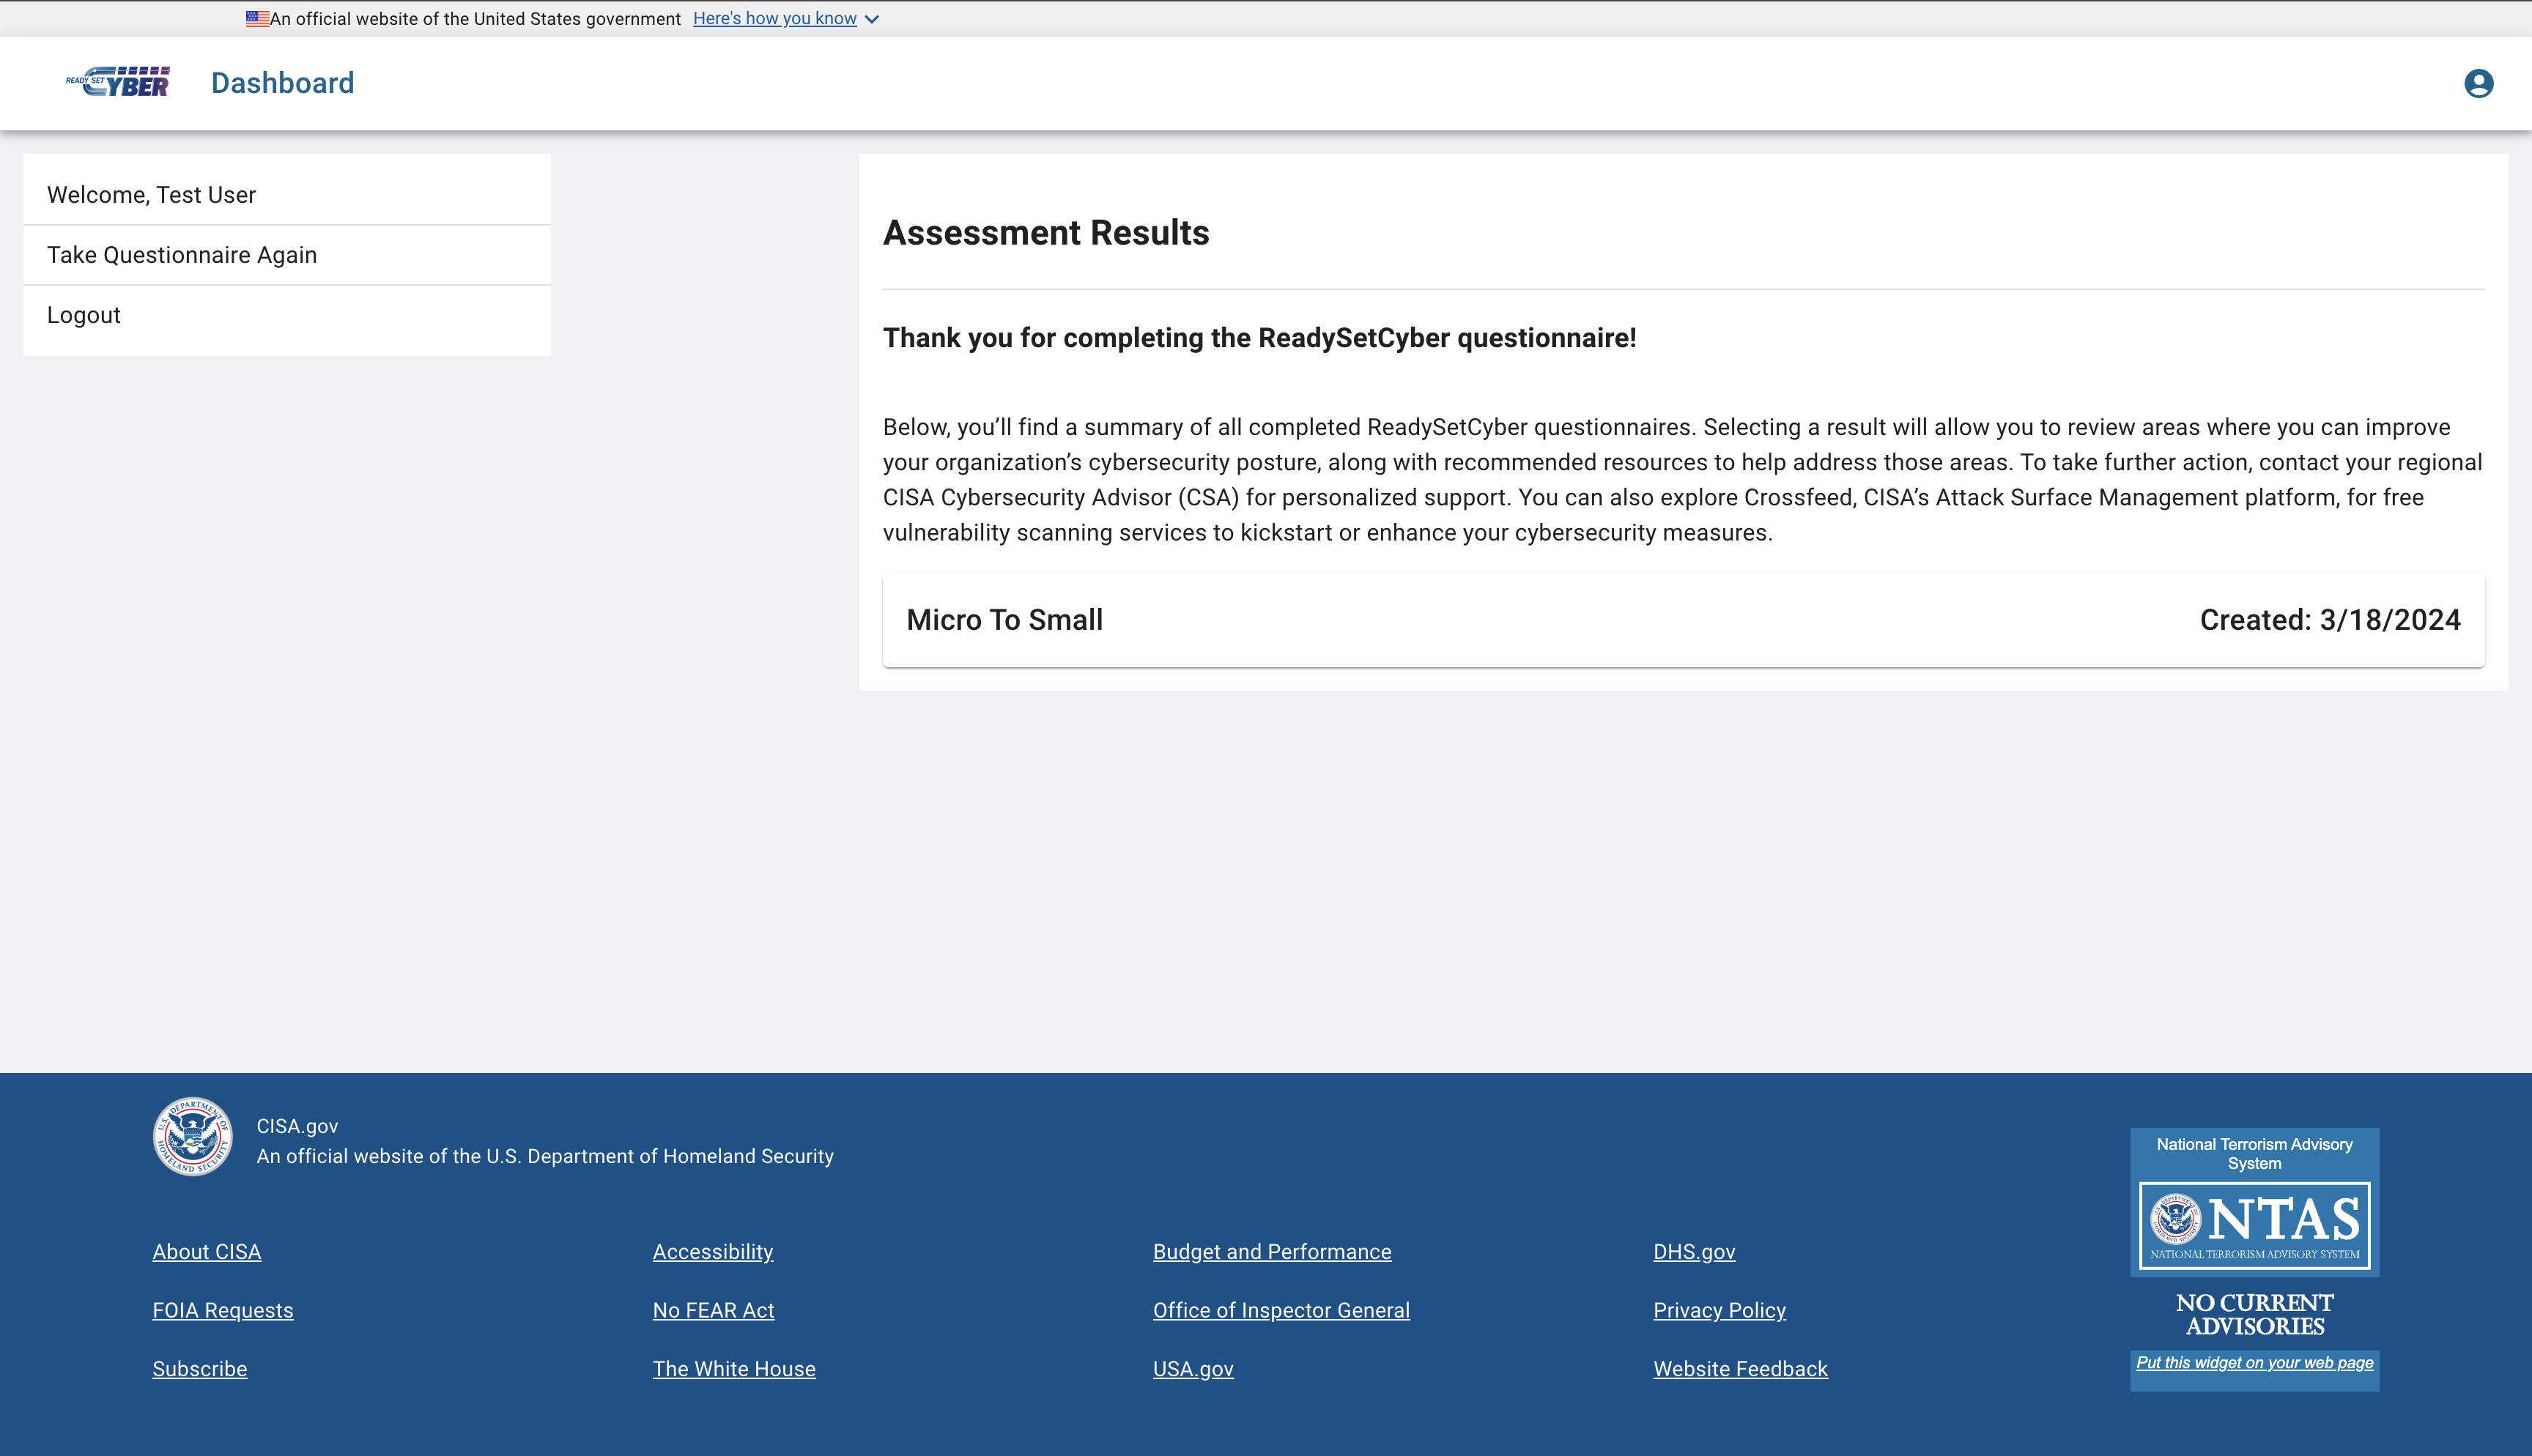 An official website of the United States government Here's how you know
READY SET CYBER
Dashboard
Welcome, Test User
Take Questionnaire Again
Logout
Assessment Results
Thank you for completing the ReadySetCyber questionnaire!
Below, you’ll find a summary of all completed ReadySetCyber questionnaires. Selecting a result will allow you to review areas where you can improve
your organization’s cybersecurity posture, along with recommended resources to help address those areas. To take further action, contact your regional
CISA Cybersecurity Advisor (CSA) for personalized support. You can also explore Crossfeed, CISA’s Attack Surface Management platform, for free
vulnerability scanning services to kickstart or enhance your cybersecurity measures.
Micro To Small Created: 3/18/2024
U.S. DEPARTMENT OF HOMELAND SECURITY
CISA.gov
An official website of the U.S. Department of Homeland Security
About CISA
Accessibility
Budget and Performance
DHS.gov
FOIA Requests
No FEAR Act
Office of Inspector General
Privacy Policy
Subscribe
The White House
USA.gov
Website Feedback
National Terrorism Advisory
System
NTAS
NATIONAL TERRORISM ADVISORY SYSTEM
NO CURRENT
ADVISORIES
Put this widget on your web page